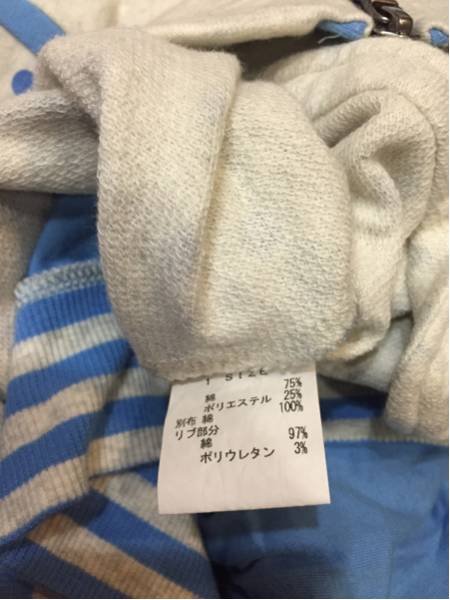 SIZE
綿 75%
ポリエステル 25%
別布 綿 100%
リブ部分
綿 97%
ポリウレタン 3%